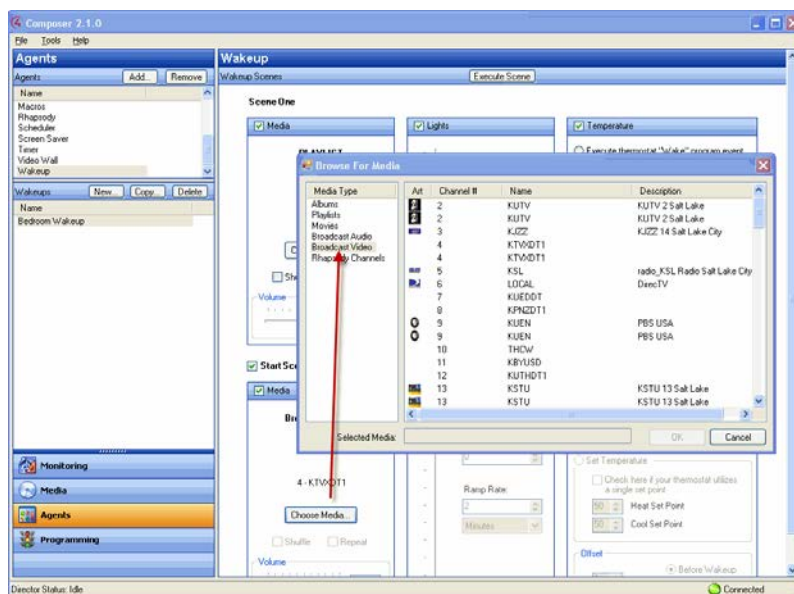 Composer 2.1.0
File Tools Help
Agents
Agents Add... Remove
Name
Macros
Rhapsody
Scheduler
Screen Saver
Timer
Video Wall
Wakeup
Wakeups New... Copy... Delete
Name
Bedroom Wakeup
Monitoring
Media
Agents
Programming
Wakeup
Wakeup Scenes Execute Scene
Scene One
Media Lights Temperature
Execute thermostat "Wake" program event
Browse For Media
Media Type
Albums
Playlists
Movies
Broadcast Audio
Broadcast Video
Rhapsody Channels
Art Channel # Name Description
2 KUTV KUTV 2 Salt Lake
2 KUTV KUTV 2 Salt Lake
3 KJZZ KJZZ 14 Salt Lake City
4 KTVXDT1
4 KTVXDT1
5 KSL radio_KSL Radio Salt Lake City
6 LOCAL DirecTV
7 KUEDDT
8 KPNZDT1
9 KUEN PBS USA
9 KUEN PBS USA
10 THCW
11 KBYUSD
12 KUTHDT1
13 KSTU KSTU 13 Salt Lake
13 KSTU KSTU 13 Salt Lake
Selected Media: OK Cancel
Volume
Start
Media
4 - KTVXDT1
Choose Media...
Shuffle Repeat
Volume
Ramp Rate:
2
Minutes
Set Temperature
Check here if your thermostat utilizes
a single set point
50 Heat Set Point
50 Cool Set Point
Offset
Before Wakeup
Director Status: Idle Connected